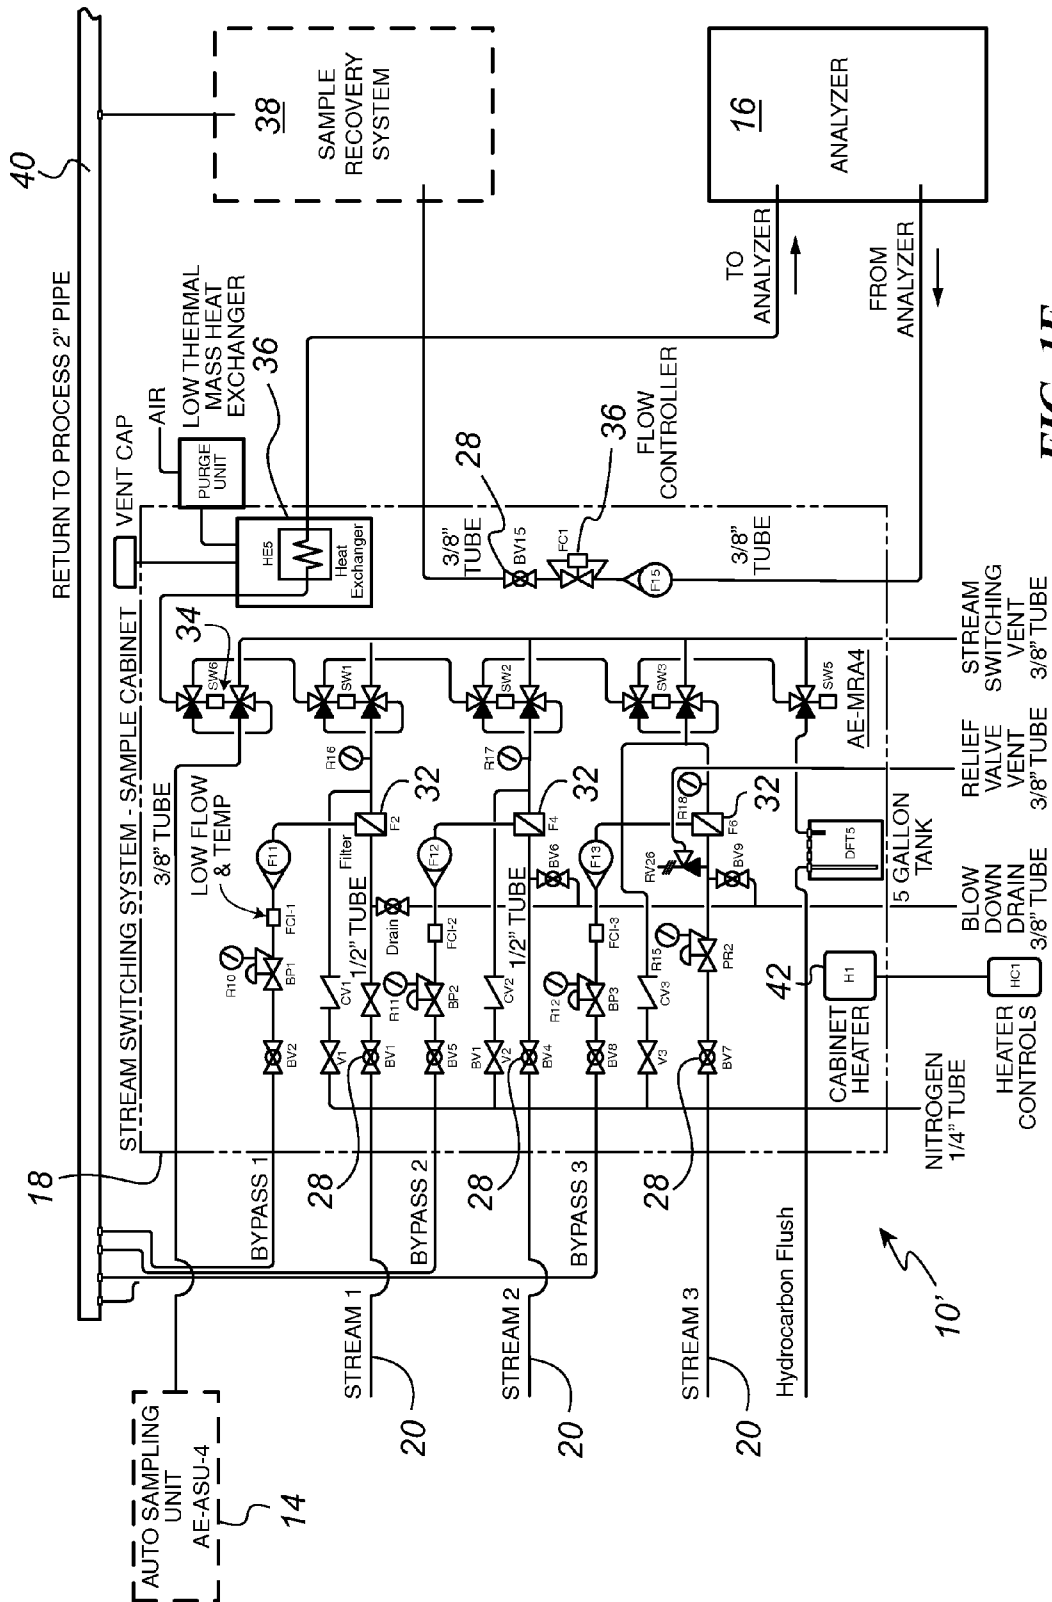 RETURN TO PROCESS 2" PIPE
40
18
VENT CAP
AIR
PURGE
UNIT
LOW THERMAL
MASS HEAT
EXCHANGER
36
38
SAMPLE
RECOVERY
SYSTEM
16
ANALYZER
TO
ANALYZER
FROM
ANALYZER
AUTO SAMPLING
UNIT
AE-ASU-4
14
STREAM SWITCHING SYSTEM - SAMPLE CABINET
3/8" TUBE
LOW FLOW
& TEMP
HE5
Heat
Exchanger
34
SW6
BYPASS 1
BV2
R10
BP1
FCI-1
F11
CV1
V1
1/2" TUBE
Filter
F2
32
R16
SW1
STREAM 1
20
28
BV1
Drain
BYPASS 2
BV5
R11
BP2
FCI-2
F12
BV1
V2
CV2
1/2" TUBE
BV6
F4
32
R17
SW2
STREAM 2
20
28
BV4
BYPASS 3
BV8
R12
BP3
FCI-3
F13
V3
CV3
R15
PR2
RV26
R18
BV9
F6
32
SW3
STREAM 3
20
28
BV7
3/8"
TUBE
28
BV15
FC1
36
FLOW
CONTROLLER
F15
3/8"
TUBE
Hydrocarbon Flush
DFT5
5 GALLON
TANK
SW5
AE-MRA4
42
H1
CABINET
HEATER
HC1
HEATER
CONTROLS
NITROGEN
1/4" TUBE
BLOW
DOWN
DRAIN
3/8" TUBE
RELIEF
VALVE
VENT
3/8" TUBE
STREAM
SWITCHING
VENT
3/8" TUBE
10'
FIG. 1E